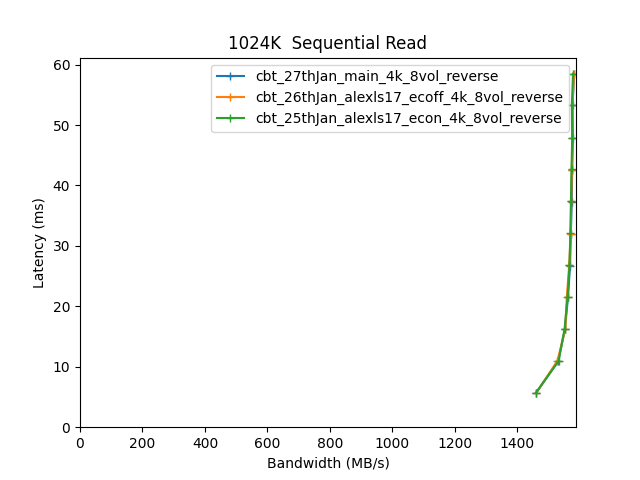 1024K  Sequential Read
60
50
40
30
20
10
0
Latency (ms)
cbt_27thJan_main_4k_8vol_reverse
cbt_26thJan_alexls17_ecoff_4k_8vol_reverse
cbt_25thJan_alexls17_econ_4k_8vol_reverse
0 200 400 600 800 1000 1200 1400
Bandwidth (MB/s)